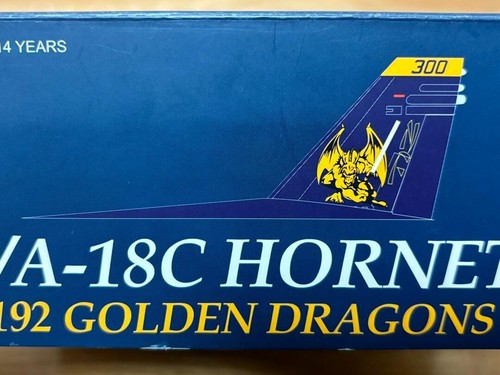 14 YEARS
300
/A-18C HORNET
192 GOLDEN DRAGONS